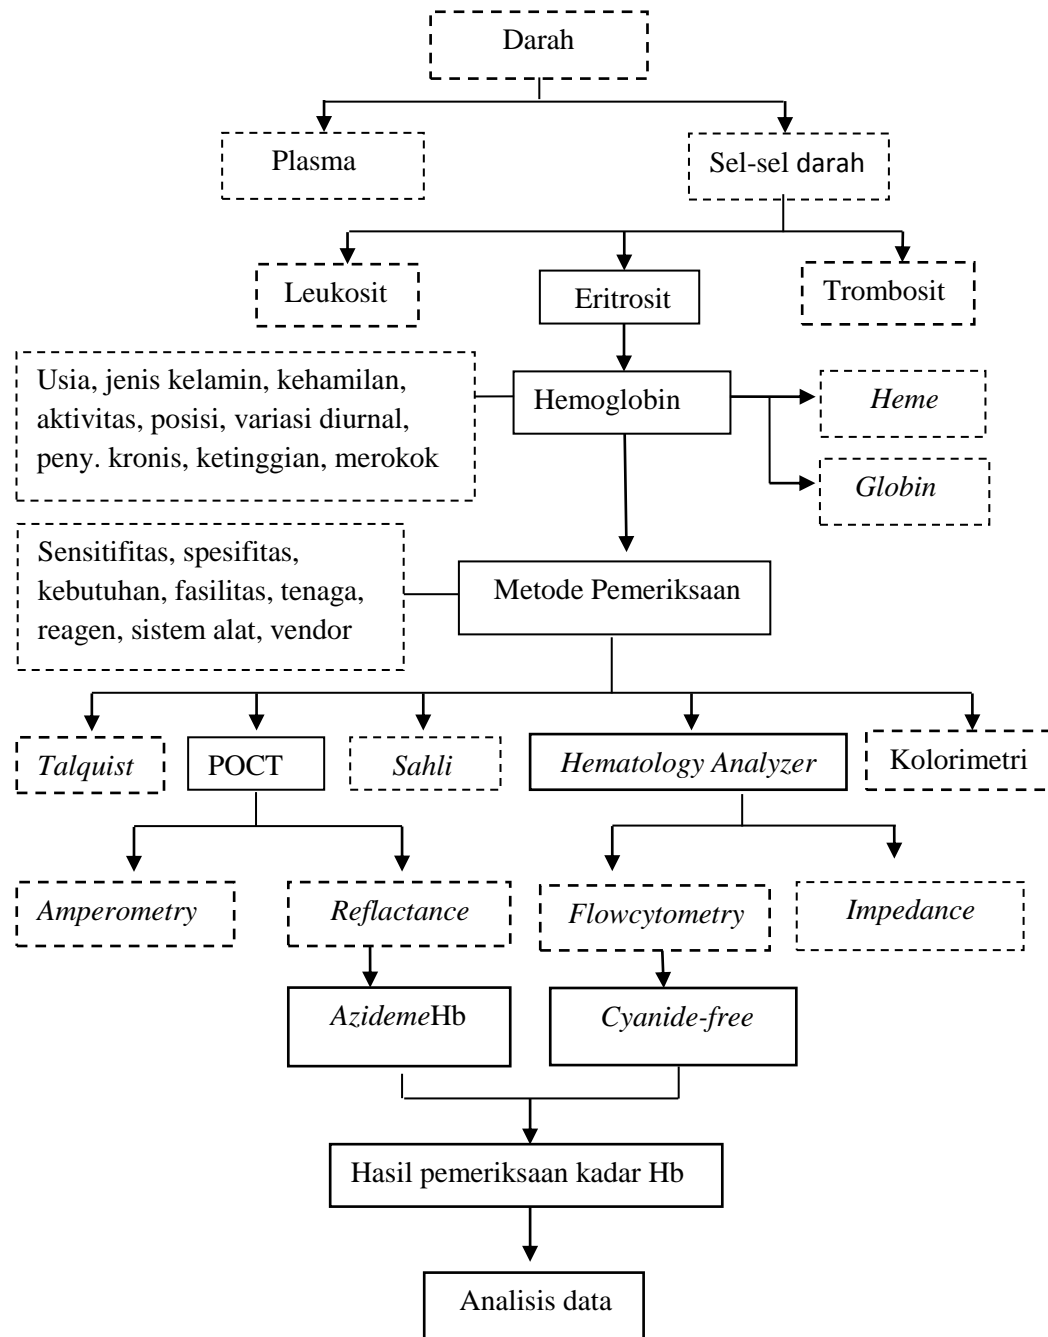 Darah
Plasma
Sel-sel darah
Leukosit
Eritrosit
Trombosit
Usia, jenis kelamin, kehamilan,
aktivitas, posisi, variasi diurnal,
peny. kronis, ketinggian, merokok
Hemoglobin
Heme
Globin
Sensitifitas, spesifitas,
kebutuhan, fasilitas, tenaga,
reagen, sistem alat, vendor
Metode Pemeriksaan
Talquist
POCT
Sahli
Hematology Analyzer
Kolorimetri
Amperometry
Reflactance
Flowcytometry
Impedance
AzidemeHb
Cyanide-free
Hasil pemeriksaan kadar Hb
Analisis data